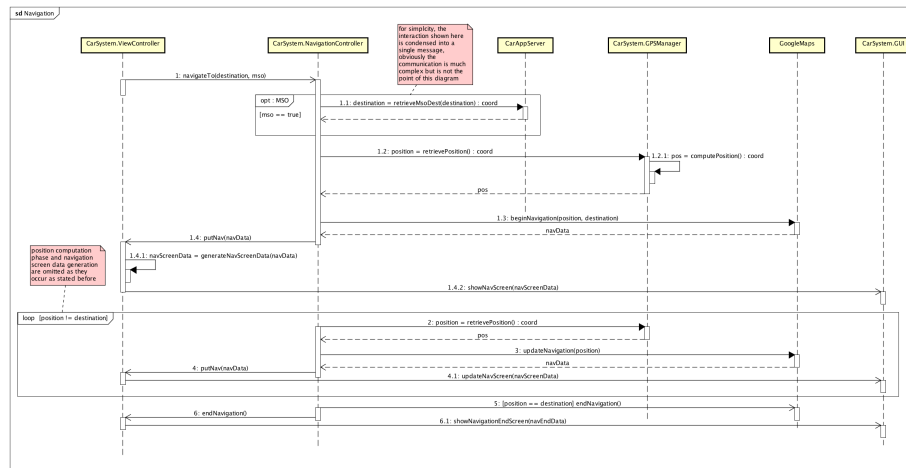 sd Navigation
for simplcity, the
interaction shown here
is condensed into a
single message,
obviously the
communication is much
complex but is not the
point of this diagram
CarSystem.ViewController
CarSystem.NavigationController
CarAppServer
CarSystem.GPSManager
GoogleMaps
CarSystem.GUI
1: navigateTo(destination, mso)
opt : MSO
[mso == true]
1.1: destination = retrieveMsoDest(destination) : coord
1.2: position = retrievePosition() : coord
1.2.1: pos = computePosition() : coord
pos
1.3: beginNavigation(position, destination)
navData
1.4: putNav(navData)
position computation
phase and navigation
screen data generation
are omitted as they
occur as stated before
1.4.1: navScreenData = generateNavScreenData(navData)
1.4.2: showNavScreen(navScreenData)
loop [position != destination]
2: position = retrievePosition() : coord
pos
3: updateNavigation(position)
navData
4: putNav(navData)
4.1: updateNavScreen(navScreenData)
5: [position == destination] endNavigation()
6: endNavigation()
6.1: showNavigationEndScreen(navEndData)